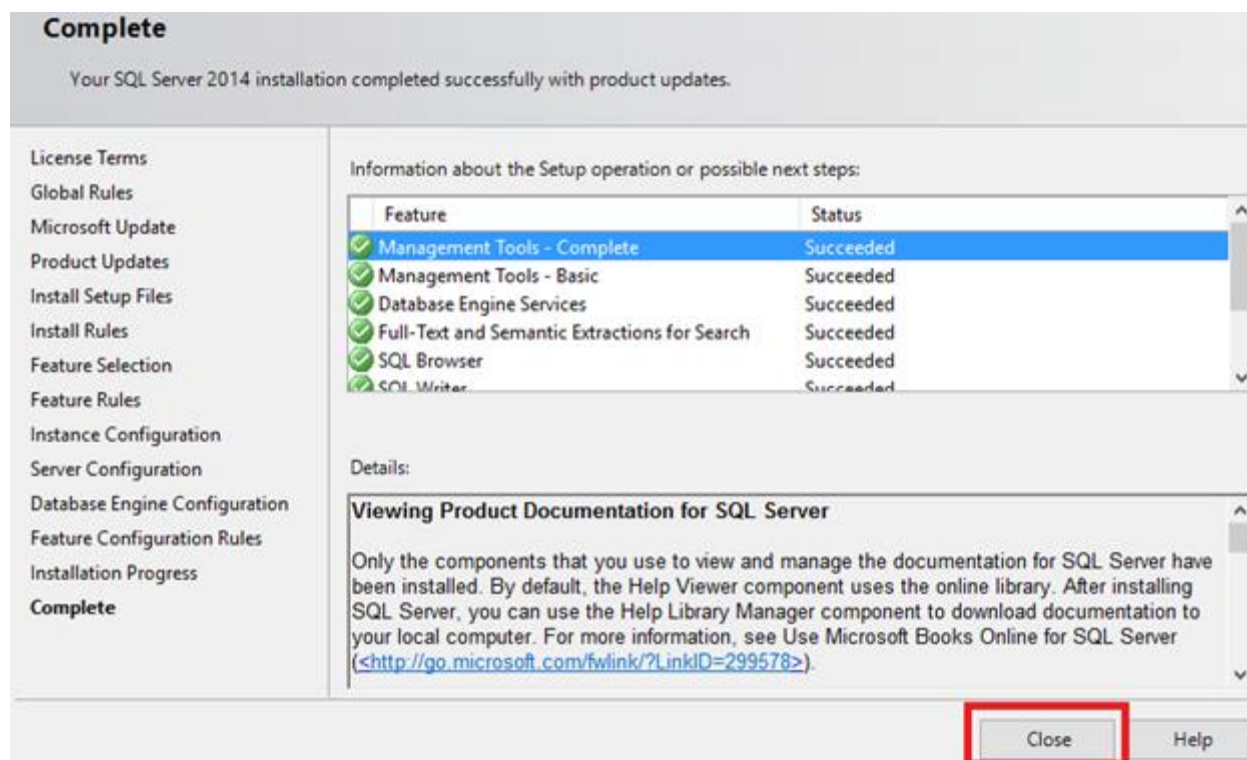 Complete
Your SQL Server 2014 installation completed successfully with product updates.
License Terms
Global Rules
Microsoft Update
Product Updates
Install Setup Files
Install Rules
Feature Selection
Feature Rules
Instance Configuration
Server Configuration
Database Engine Configuration
Feature Configuration Rules
Installation Progress
Complete
Information about the Setup operation or possible next steps:
Feature Status
Management Tools - Complete Succeeded
Management Tools - Basic Succeeded
Database Engine Services Succeeded
Full-Text and Semantic Extractions for Search Succeeded
SQL Browser Succeeded
SQL Writer Succeeded
Details:
Viewing Product Documentation for SQL Server
Only the components that you use to view and manage the documentation for SQL Server have
been installed. By default, the Help Viewer component uses the online library. After installing
SQL Server, you can use the Help Library Manager component to download documentation to
your local computer. For more information, see Use Microsoft Books Online for SQL Server
(<http://go.microsoft.com/fwlink/?LinkID=299578>).
Close Help